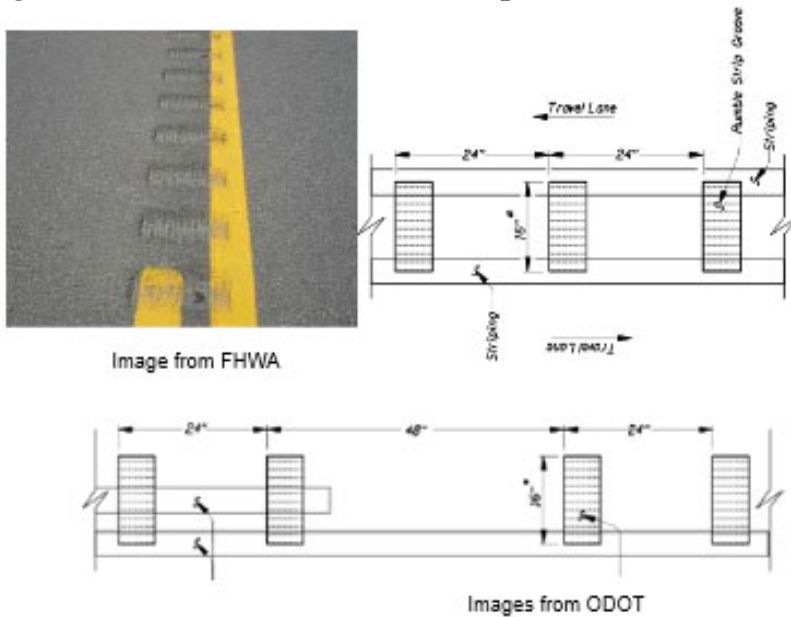 Travel Lane
24"
24"
Rumble Strip Groove
Striping
16"*
Striping
Travel Lane
Image from FHWA
24"
48"
24"
16"*
Images from ODOT